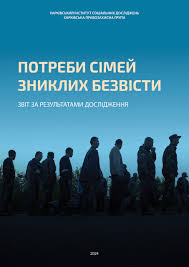 ХАРКІВСЬКИЙ ІНСТИТУТ СОЦІАЛЬНИХ ДОСЛІДЖЕНЬ
ХАРКІВСЬКА ПРАВОЗАХИСНА ГРУПА
ПОТРЕБИ СІМЕЙ
ЗНИКЛИХ БЕЗВІСТИ
ЗВІТ ЗА РЕЗУЛЬТАТАМИ ДОСЛІДЖЕННЯ
2024